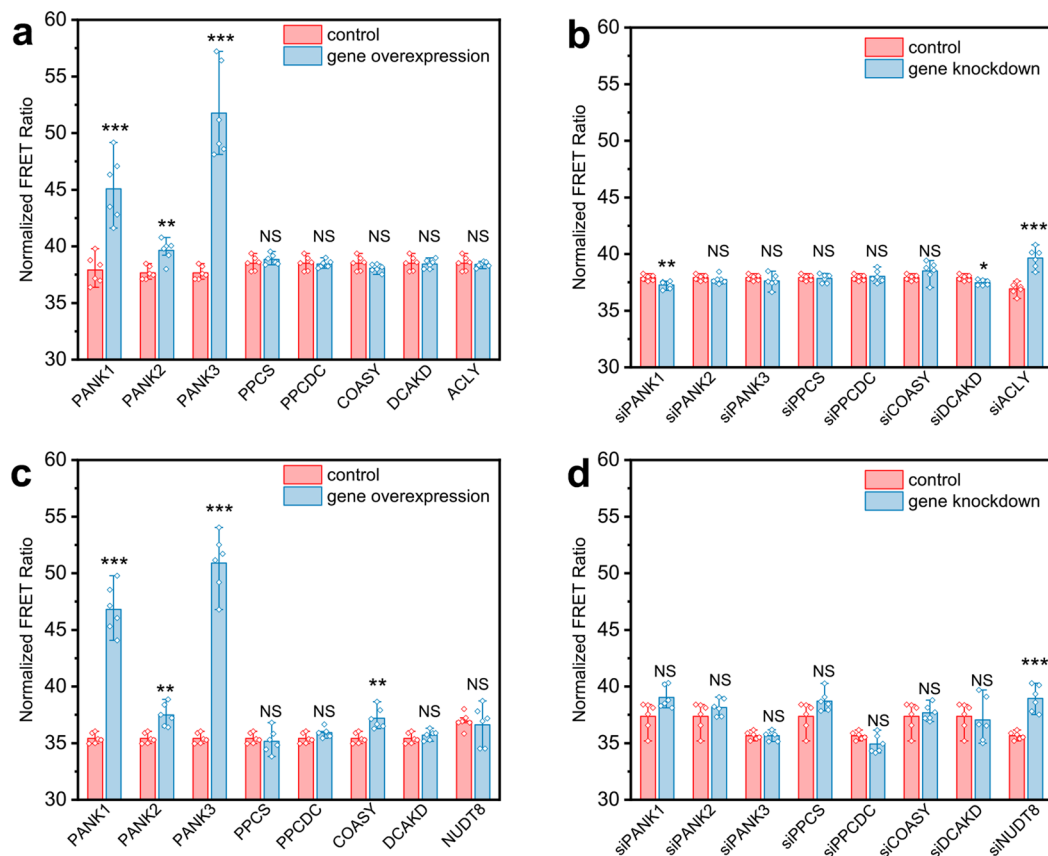 a
60
55
50
45
40
35
30
Normalized FRET Ratio
control
gene overexpression
***
**
***
NS
NS
NS
NS
NS
PANK1
PANK2
PANK3
PPCS
PPCDC
COASY
DCAKD
ACLY
b
60
55
50
45
40
35
30
Normalized FRET Ratio
control
gene knockdown
**
NS
NS
NS
NS
NS
*
***
siPANK1
siPANK2
siPANK3
siPPCS
siPPCDC
siCOASY
siDCAKD
siACLY
c
60
55
50
45
40
35
30
Normalized FRET Ratio
control
gene overexpression
***
**
***
NS
NS
**
NS
NS
PANK1
PANK2
PANK3
PPCS
PPCDC
COASY
DCAKD
NUDT8
d
60
55
50
45
40
35
30
Normalized FRET Ratio
control
gene knockdown
NS
NS
NS
NS
NS
NS
NS
***
siPANK1
siPANK2
siPANK3
siPPCS
siPPCDC
siCOASY
siDCAKD
siNUDT8